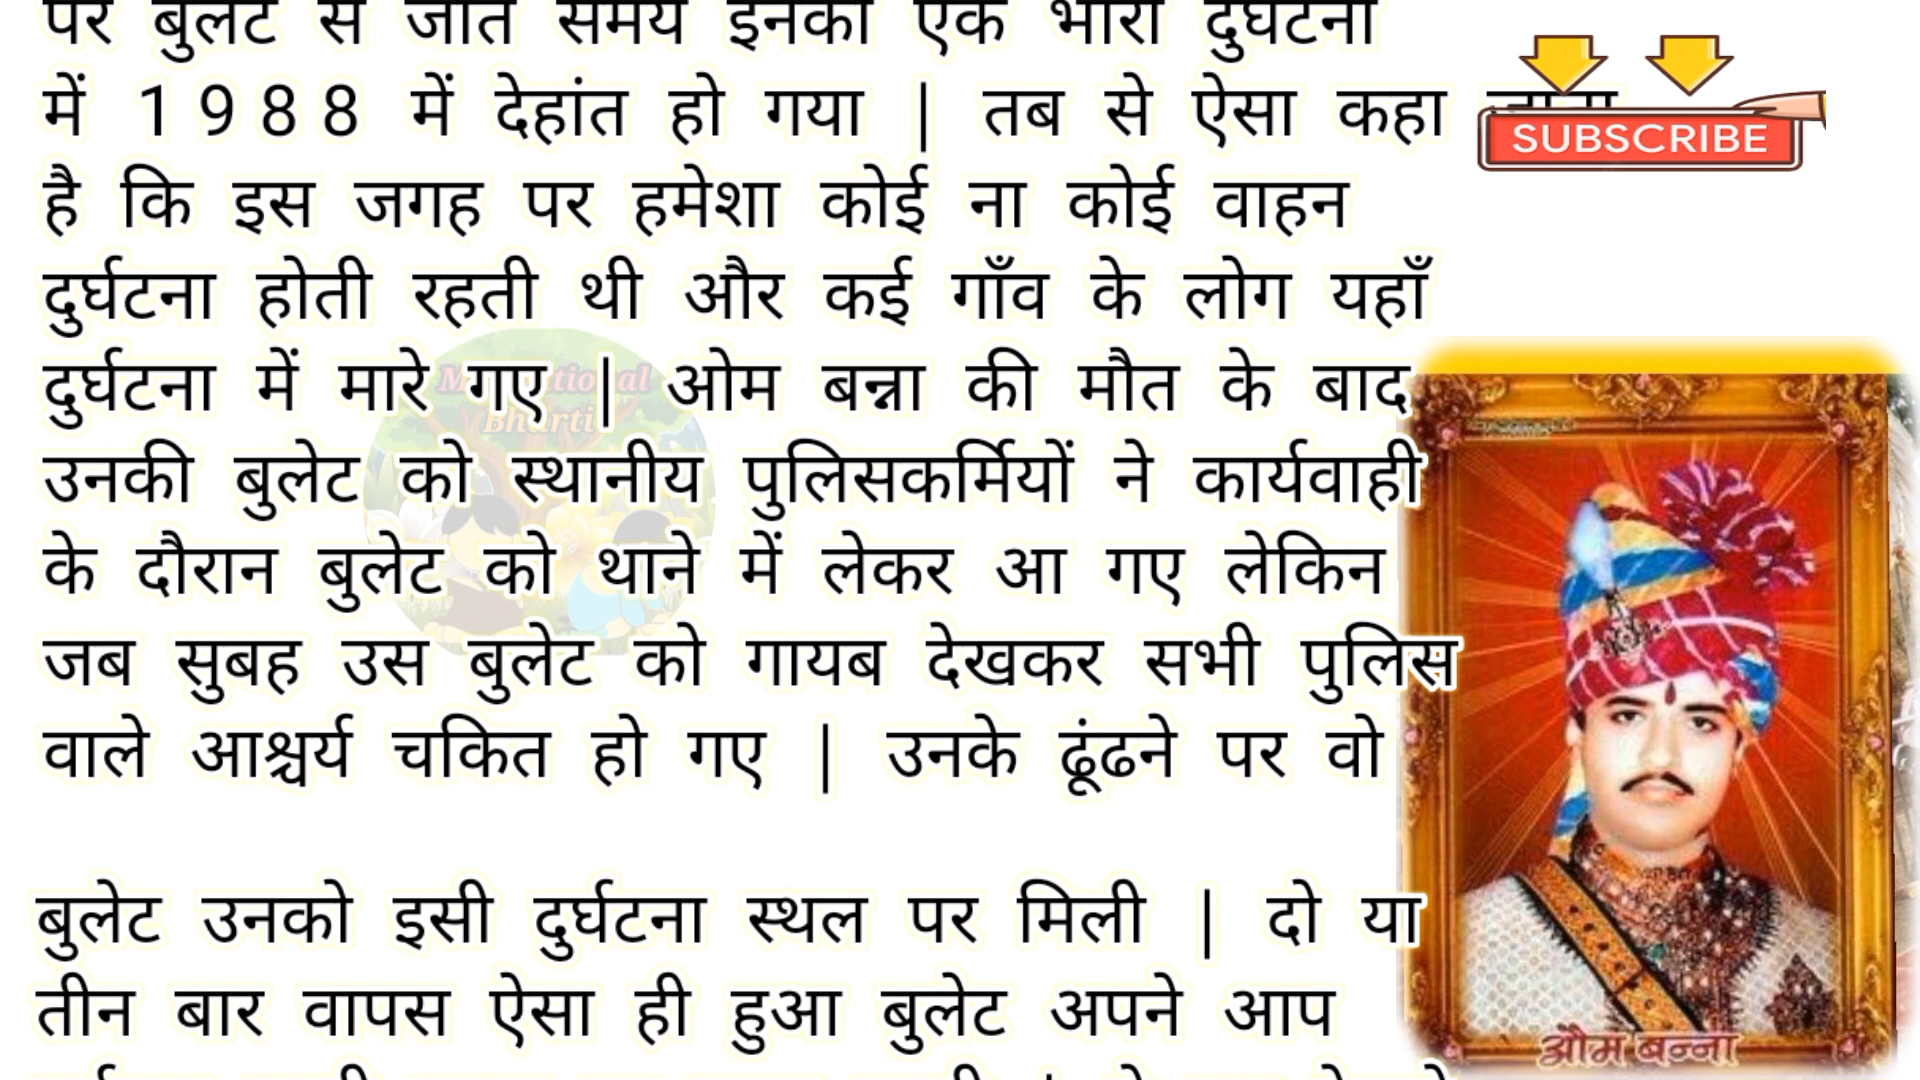 पर बुलेट से जाते समय इनकी एक भारी दुर्घटना
में 1988 में देहांत हो गया | तब से ऐसा कहा
SUBSCRIBE
है कि इस जगह पर हमेशा कोई ना कोई वाहन
दुर्घटना होती रहती थी और कई गाँव के लोग यहाँ
दुर्घटना में मारे गए | ओम बन्ना की मौत के बाद
उनकी बुलेट को स्थानीय पुलिसकर्मियों ने कार्यवाही
के दौरान बुलेट को थाने में लेकर आ गए लेकिन
जब सुबह उस बुलेट को गायब देखकर सभी पुलिस
वाले आश्चर्य चकित हो गए | उनके ढूंढने पर वो
बुलेट उनको इसी दुर्घटना स्थल पर मिली | दो या
तीन बार वापस ऐसा ही हुआ बुलेट अपने आप
Bharti
औम बन्ना